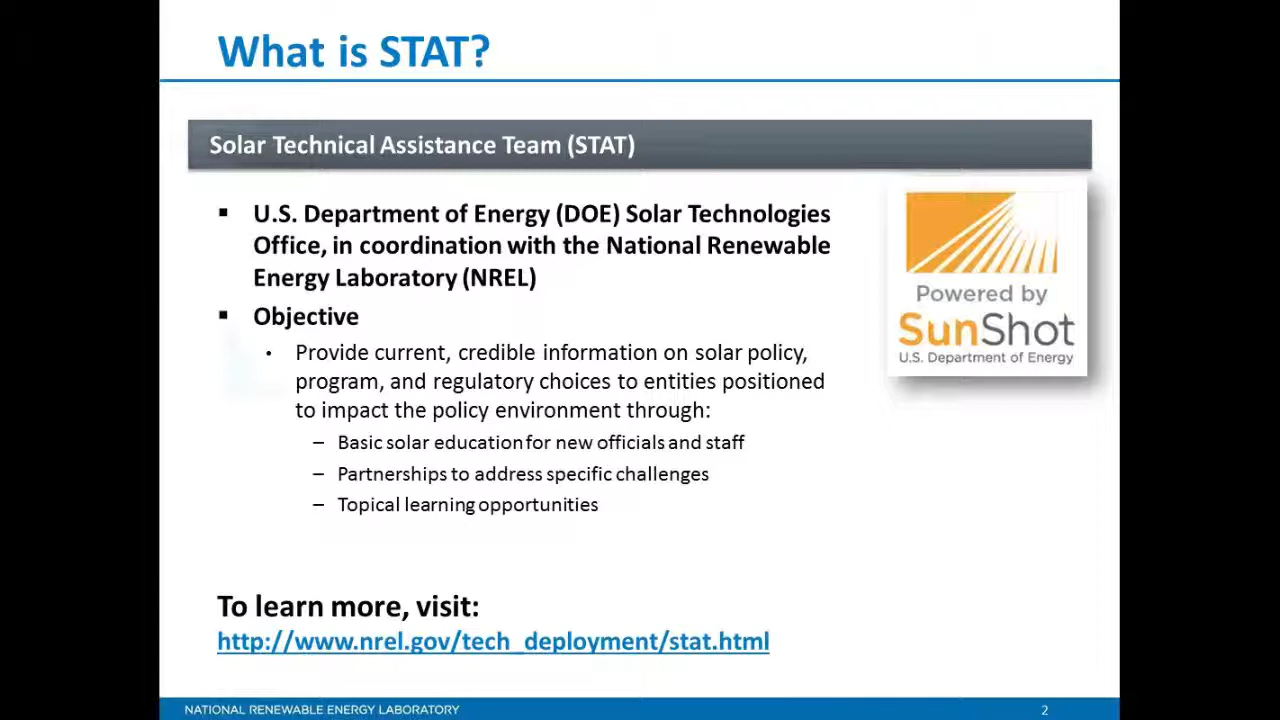 What is STAT?
Solar Technical Assistance Team (STAT)
▪ U.S. Department of Energy (DOE) Solar Technologies
Office, in coordination with the National Renewable
Energy Laboratory (NREL)
▪ Objective
• Provide current, credible information on solar policy,
program, and regulatory choices to entities positioned
to impact the policy environment through:
– Basic solar education for new officials and staff
– Partnerships to address specific challenges
– Topical learning opportunities
Powered by
SunShot
U.S. Department of Energy
To learn more, visit:
http://www.nrel.gov/tech_deployment/stat.html
NATIONAL RENEWABLE ENERGY LABORATORY
2